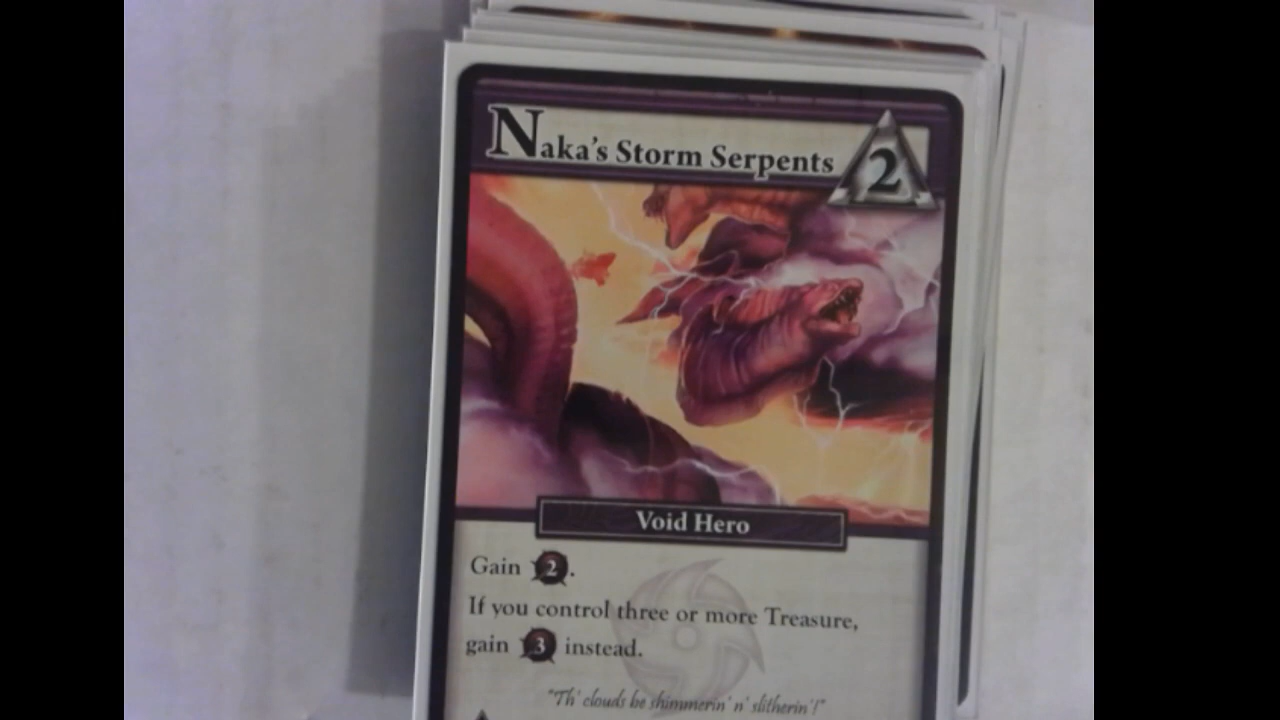 Naka's Storm Serpents
2
Void Hero
Gain 2.
If you control three or more Treasure,
gain 3 instead.
"Th' clouds be shimmerin' n' slitherin'!"